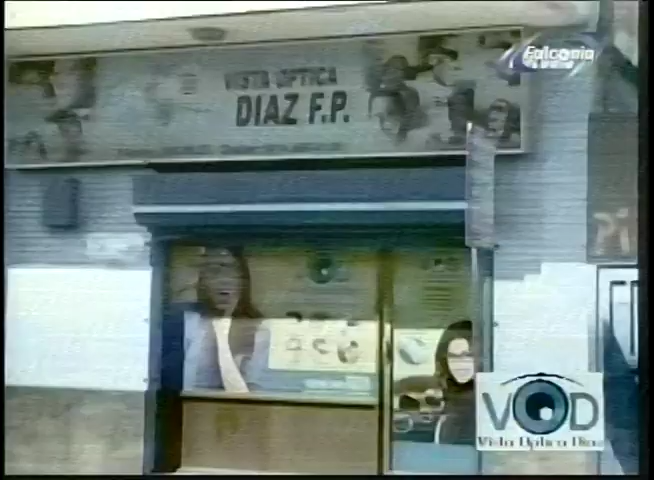 Falconia
VISTA OPTICA
DIAZ F.P.
VOD
Vista Optica Diaz